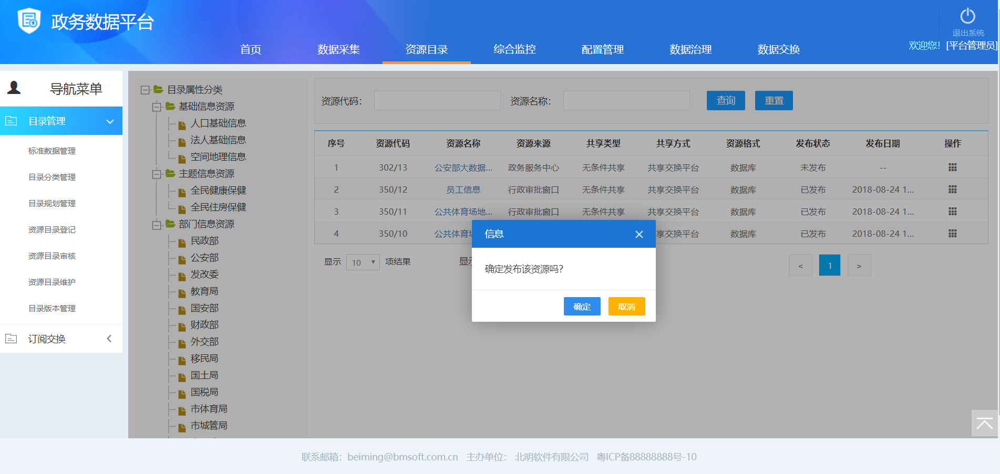 政务数据平台
退出系统
欢迎您! [平台管理员]
首页 数据采集 资源目录 综合监控 配置管理 数据治理 数据交换
导航菜单
目录管理
标准数据管理
目录分类管理
目录规划管理
资源目录登记
资源目录审核
资源目录维护
目录版本管理
订阅交换
目录属性分类
基础信息资源
人口基础信息
法人基础信息
空间地理信息
主题信息资源
全民健康保健
全民住房保健
部门信息资源
民政部
公安部
发改委
教育局
国安部
财政部
外交部
移民局
国土局
国税局
市体育局
市城管局
资源代码： 资源名称： 查询 重置
序号 资源代码 资源名称 资源来源 共享类型 共享方式 资源格式 发布状态 发布日期 操作
1 302/13 公安部大数据... 政务服务中心 无条件共享 共享交换平台 数据库 未发布 --
2 350/12 员工信息 行政审批窗口 无条件共享 共享交换平台 数据库 已发布 2018-08-24 1...
3 350/11 公共体育场地... 行政审批窗口 无条件共享 共享交换平台 数据库 已发布 2018-08-24 1...
4 350/10 公共体育场 享交换平台 数据库 已发布 2018-08-24 1...
显示 10 项结果 显示 < 1 >
信息
确定发布该资源吗?
确定 取消
联系邮箱：beiming@bmsoft.com.cn 主办单位： 北明软件有限公司 粤ICP备88888888号-10